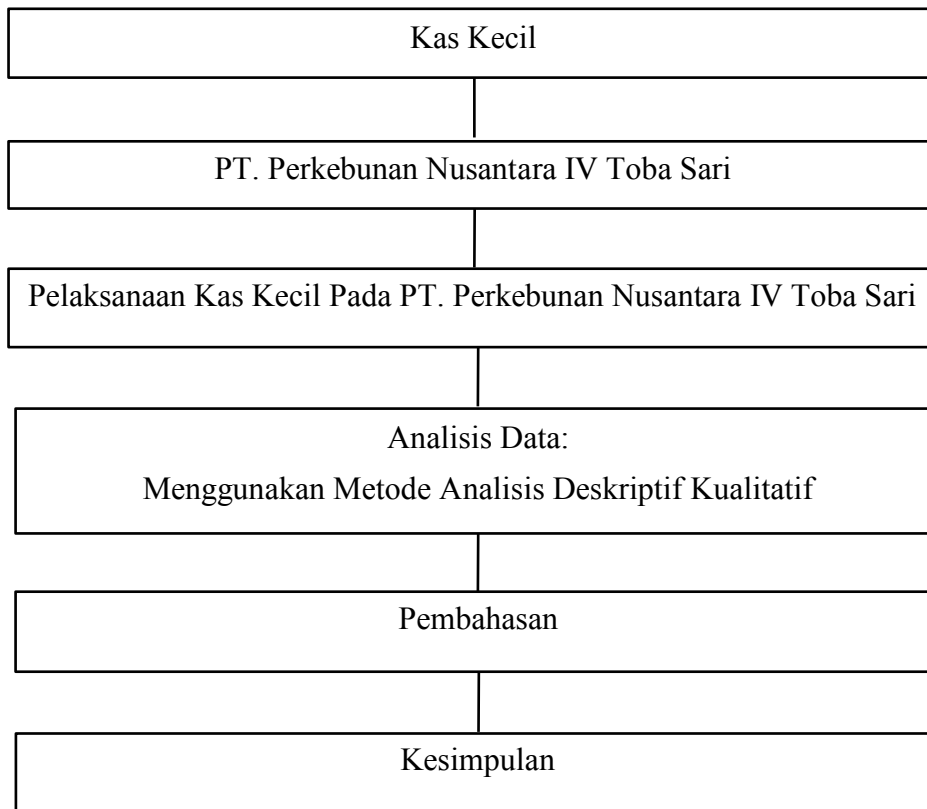 Kas Kecil
PT. Perkebunan Nusantara IV Toba Sari
Pelaksanaan Kas Kecil Pada PT. Perkebunan Nusantara IV Toba Sari
Analisis Data:
Menggunakan Metode Analisis Deskriptif Kualitatif
Pembahasan
Kesimpulan